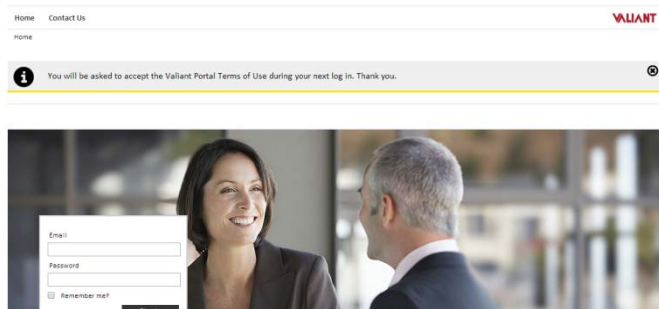 Home Contact Us VALIANT
Home
You will be asked to accept the Valiant Portal Terms of Use during your next log in. Thank you.
Email
Password
Remember me?